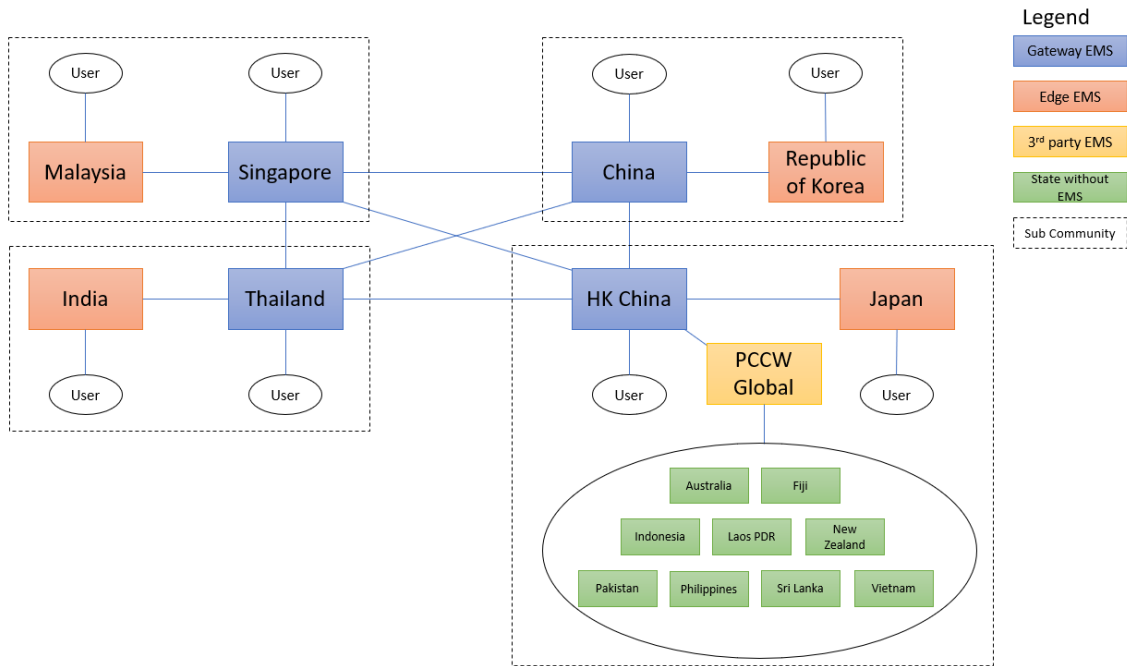 Legend
Gateway EMS
Edge EMS
3rd party EMS
State without
EMS
Sub Community
User
User
User
User
Malaysia
Singapore
China
Republic
of Korea
India
Thailand
HK China
Japan
PCCW
Global
User
User
User
User
Australia
Fiji
Indonesia
Laos PDR
New
Zealand
Pakistan
Philippines
Sri Lanka
Vietnam